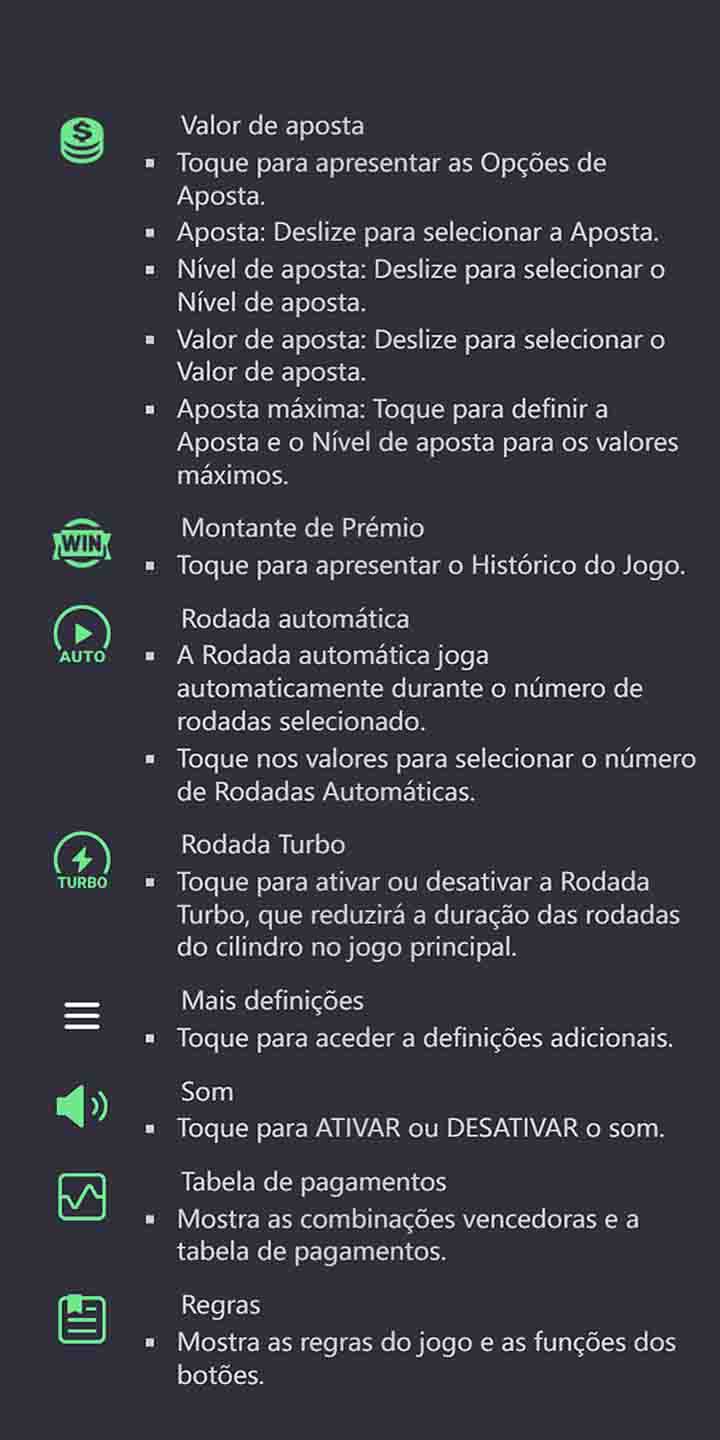 Valor de aposta
▪ Toque para apresentar as Opções de
Aposta.
▪ Aposta: Deslize para selecionar a Aposta.
▪ Nível de aposta: Deslize para selecionar o
Nível de aposta.
▪ Valor de aposta: Deslize para selecionar o
Valor de aposta.
▪ Aposta máxima: Toque para definir a
Aposta e o Nível de aposta para os valores
máximos.
WIN
Montante de Prémio
▪ Toque para apresentar o Histórico do Jogo.
AUTO
Rodada automática
▪ A Rodada automática joga
automaticamente durante o número de
rodadas selecionado.
▪ Toque nos valores para selecionar o número
de Rodadas Automáticas.
TURBO
Rodada Turbo
▪ Toque para ativar ou desativar a Rodada
Turbo, que reduzirá a duração das rodadas
do cilindro no jogo principal.
Mais definições
▪ Toque para aceder a definições adicionais.
Som
▪ Toque para ATIVAR ou DESATIVAR o som.
Tabela de pagamentos
▪ Mostra as combinações vencedoras e a
tabela de pagamentos.
Regras
▪ Mostra as regras do jogo e as funções dos
botões.